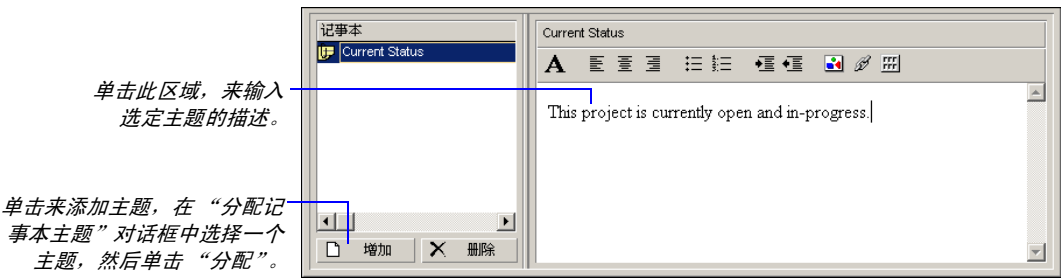 记事本
Current Status
Current Status
A
单击此区域，来输入
选定主题的描述。
This project is currently open and in-progress.
单击来添加主题，在 “分配记
事本主题”对话框中选择一个
主题，然后单击 “分配”。
增加
删除